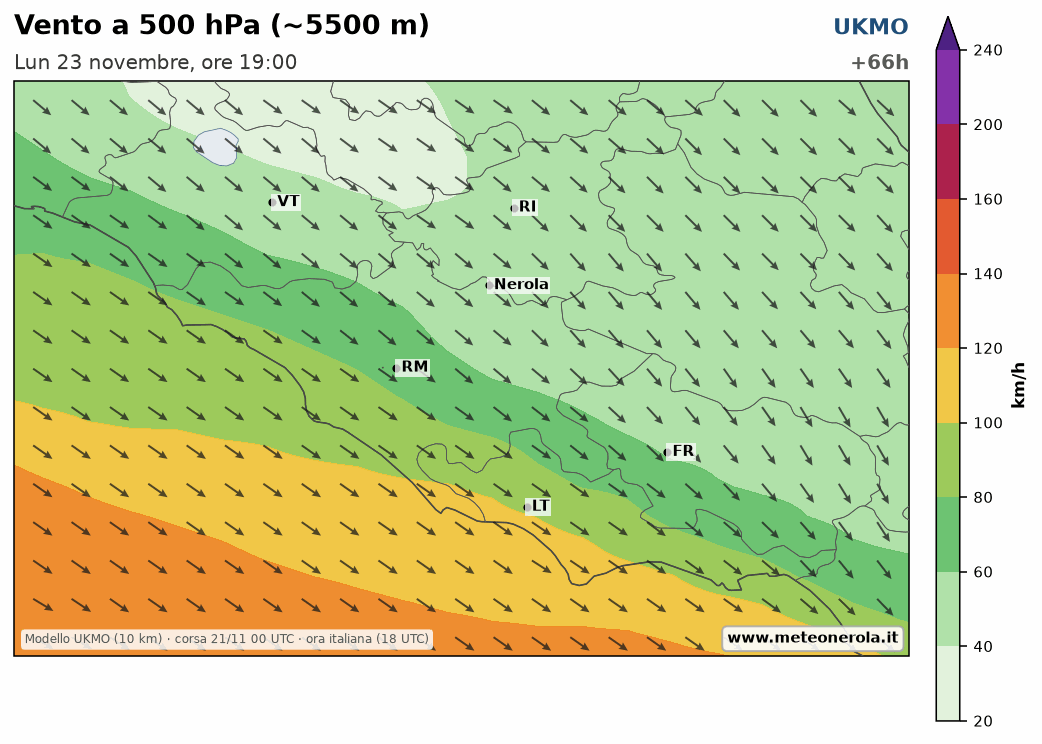 Vento a 500 hPa (~5500 m)
UKMO
Lun 23 novembre, ore 19:00
+66h
VT
RI
Nerola
RM
FR
LT
Modello UKMO (10 km) · corsa 21/11 00 UTC · ora italiana (18 UTC)
www.meteonerola.it
240
200
160
140
120
100
80
60
40
20
km/h